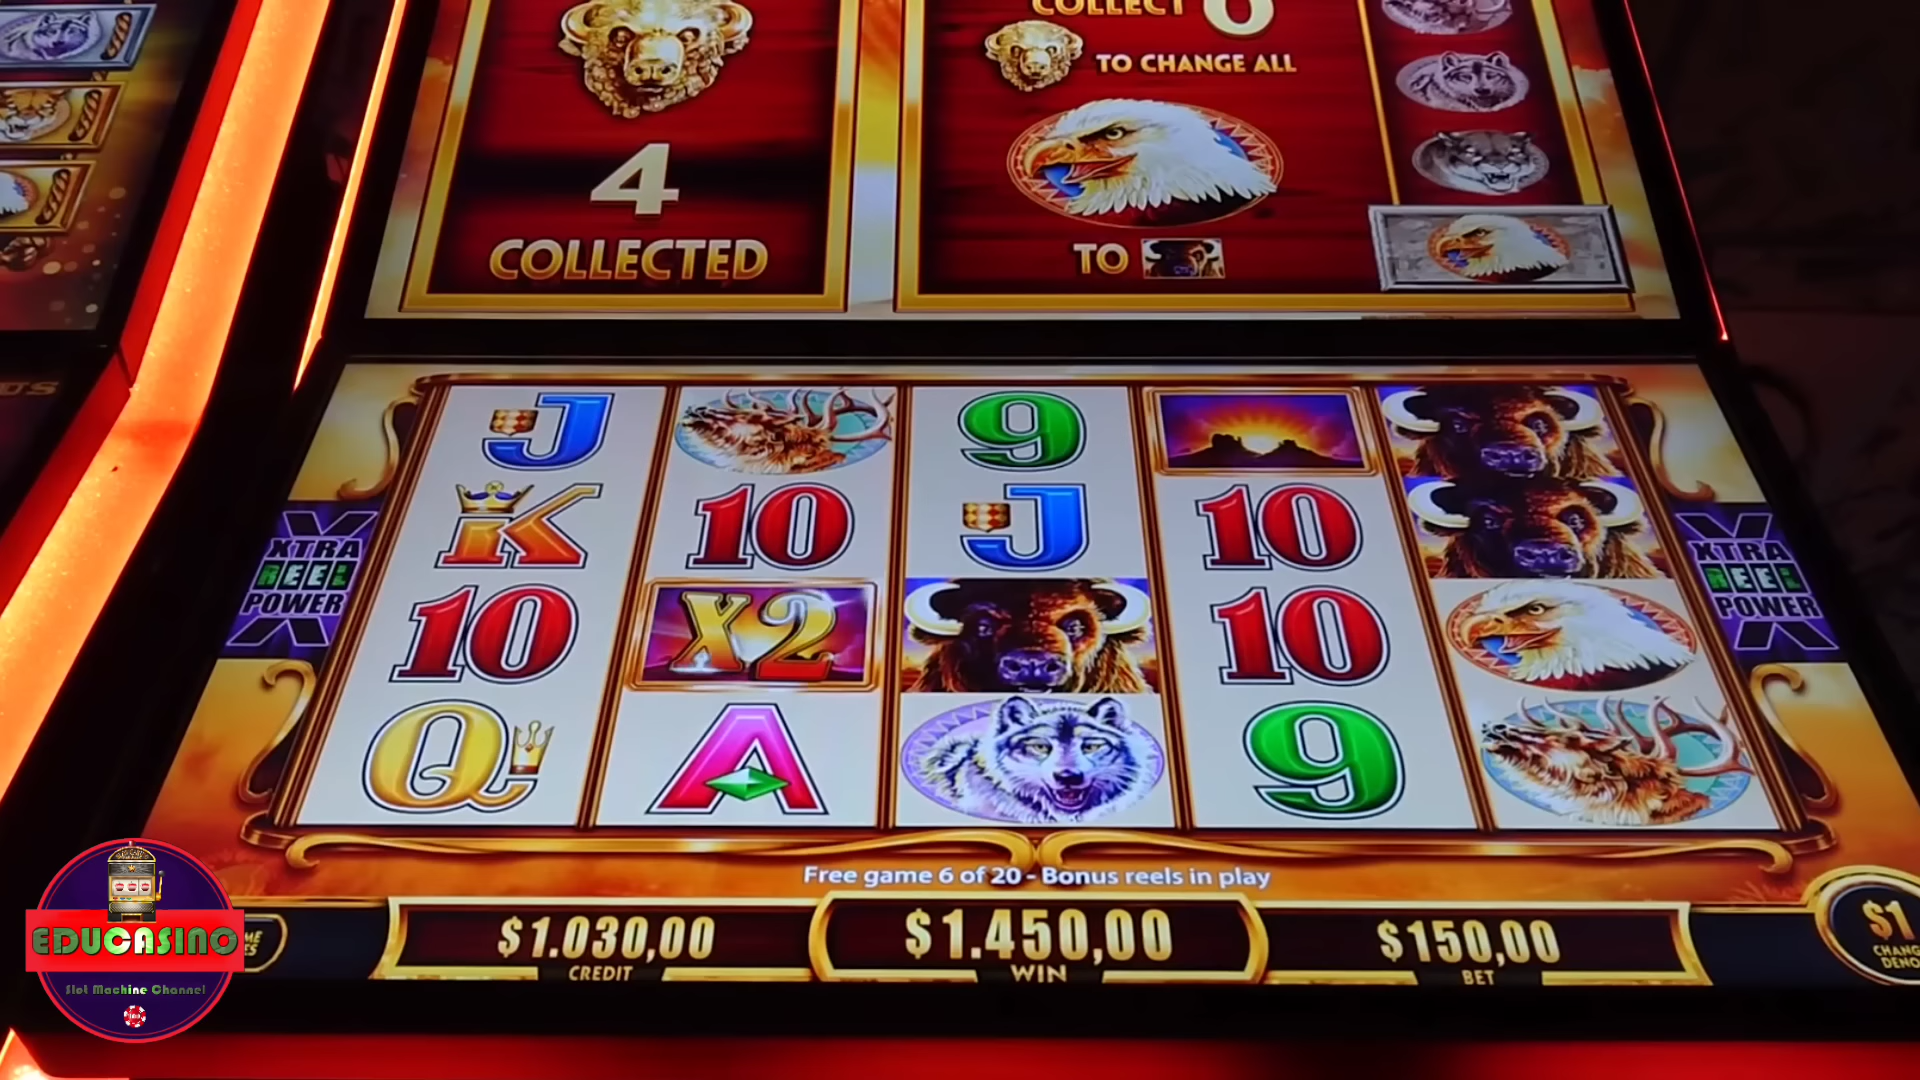 COLLECT 6
TO CHANGE ALL
TO
4
COLLECTED
J
9
K
10
J
10
10
X2
10
Q
A
9
XTRA
REEL
POWER
XTRA
REEL
POWER
Free game 6 of 20 - Bonus reels in play
$1.030,00
CREDIT
$1.450,00
WIN
$150,00
BET
$1
EDUCASINO
Slot Machine Channel